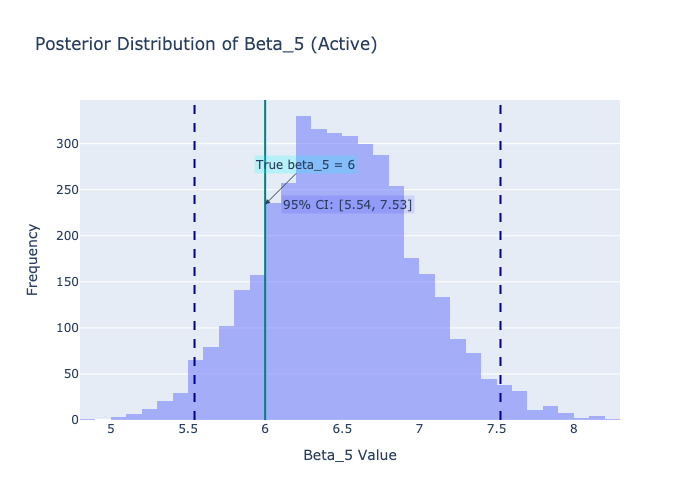 Posterior Distribution of Beta_5 (Active)
300
250
200
150
100
50
0
Frequency
True beta_5 = 6
95% CI: [5.54, 7.53]
5
5.5
6
6.5
7
7.5
8
Beta_5 Value